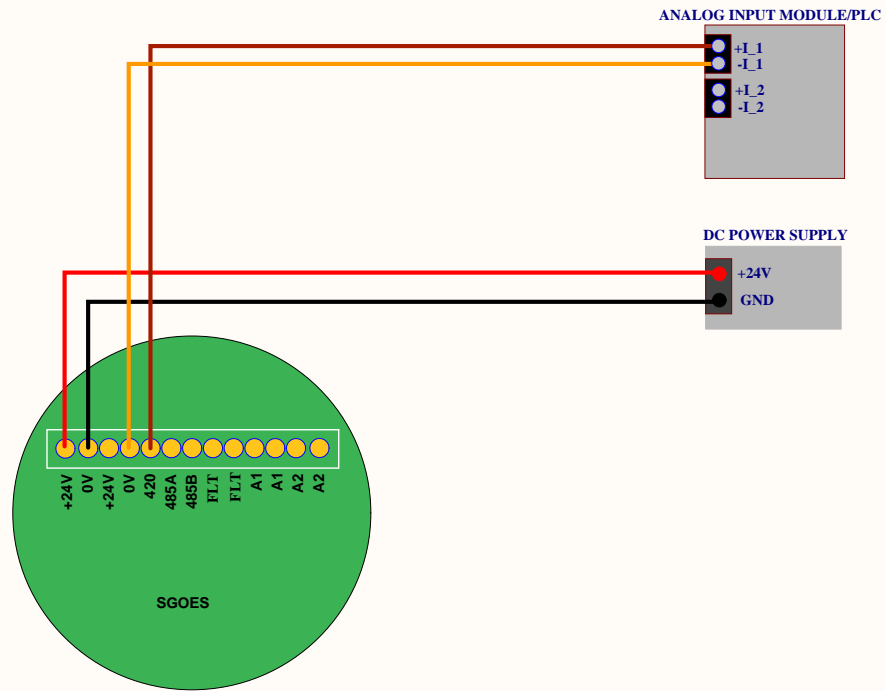 ANALOG INPUT MODULE/PLC
+I_1
-I_1
+I_2
-I_2
DC POWER SUPPLY
+24V
GND
+24V
0V
+24V
0V
420
485A
485B
FLT
FLT
A1
A1
A2
A2
SGOES